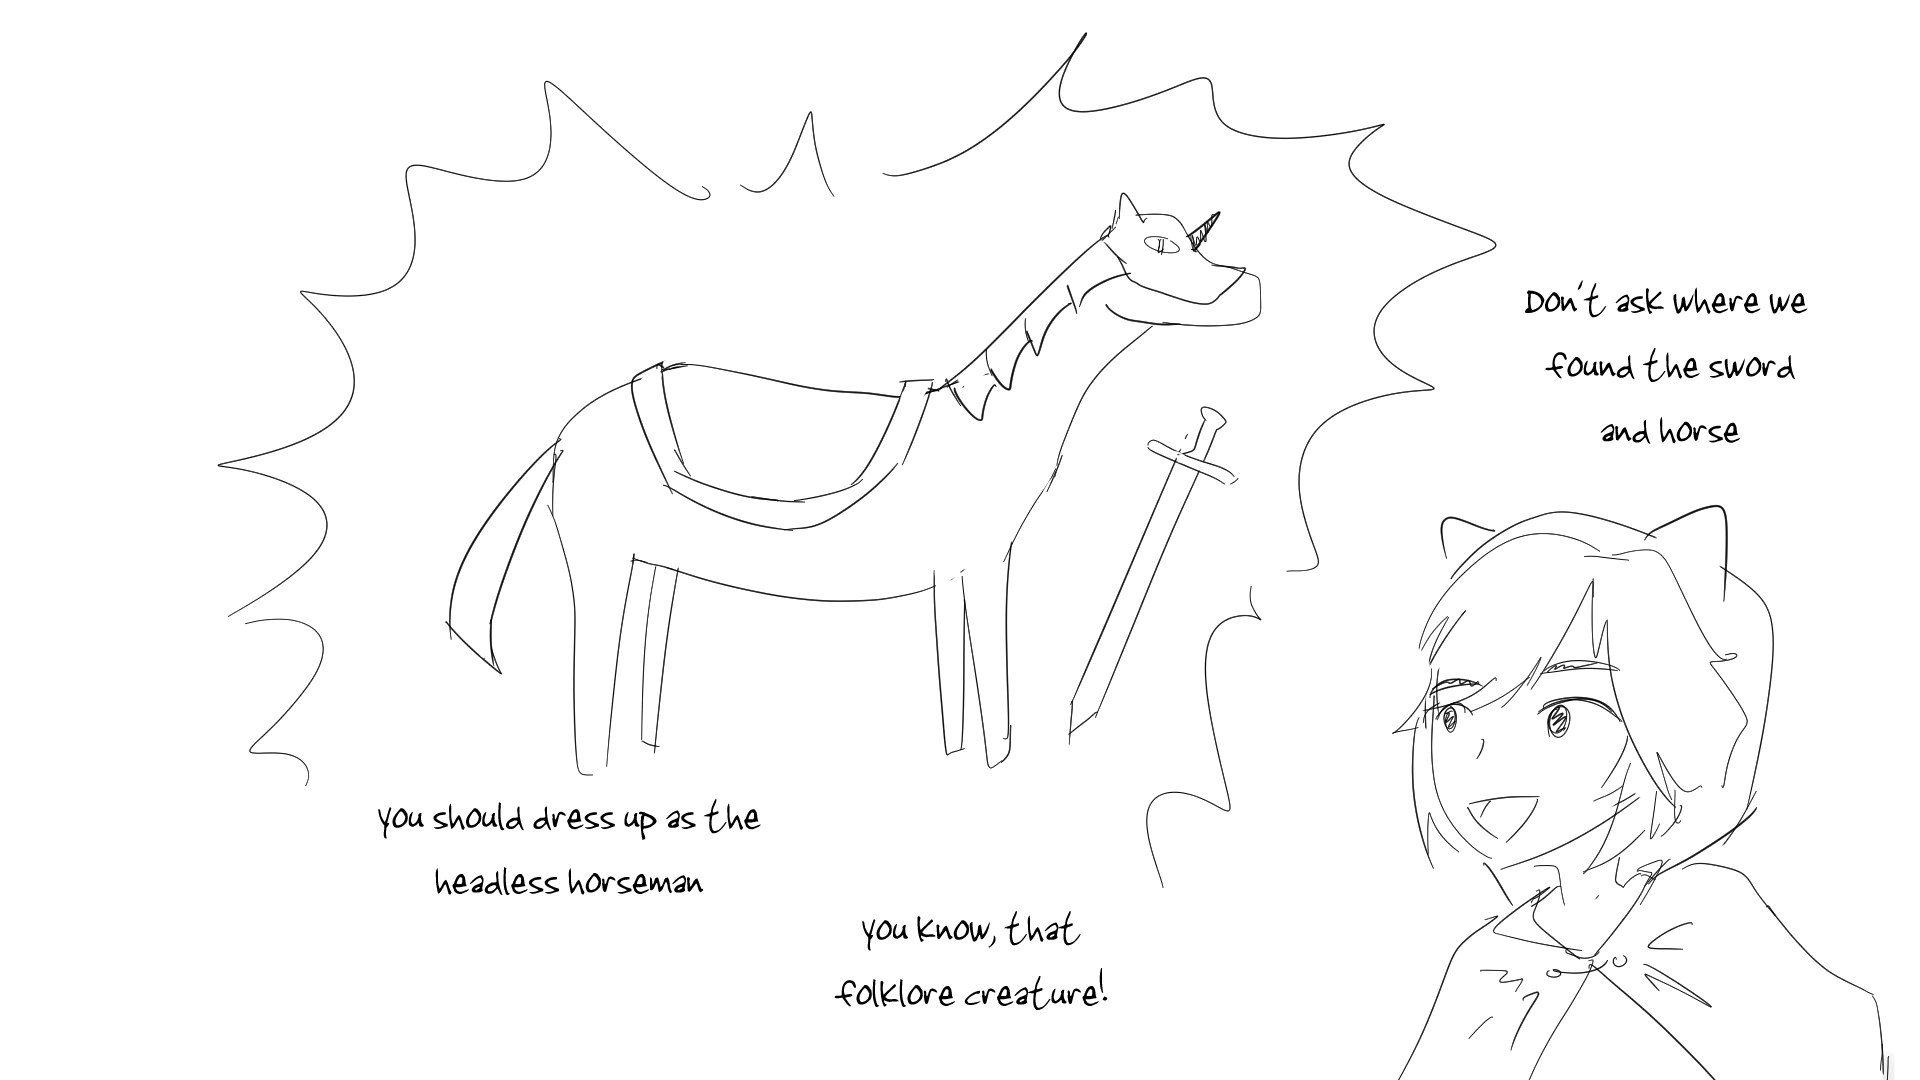 Don't ask where we
found the sword
and horse
you should dress up as the
headless horseman
you know, that
folklore creature!